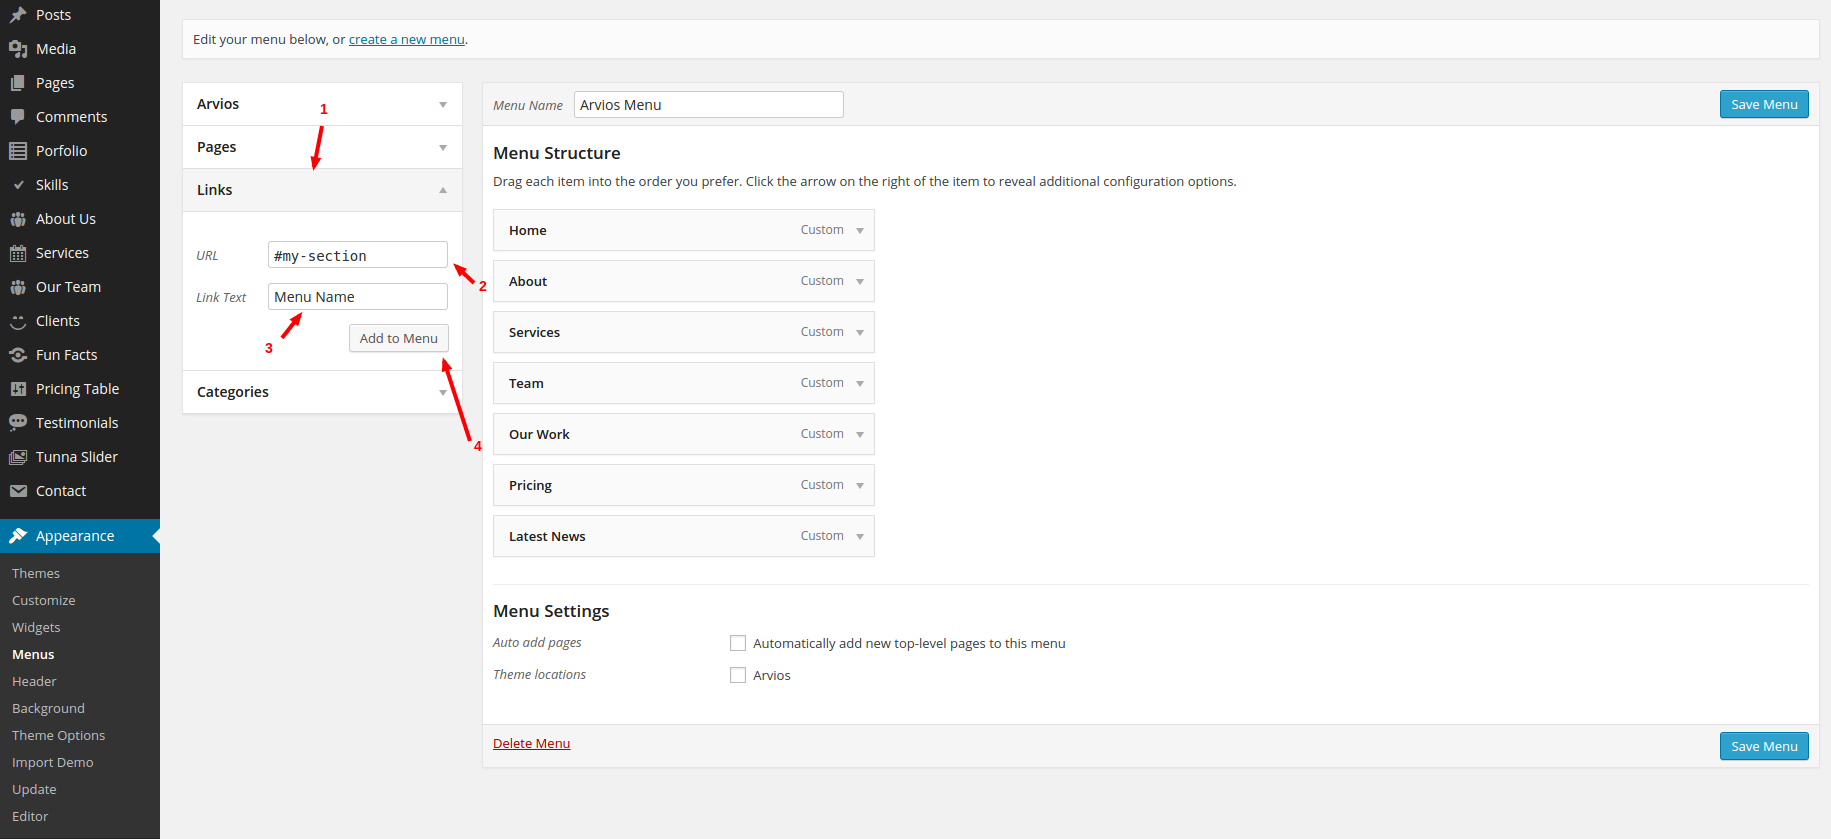 Posts
Media
Pages
Comments
Porfolio
Skills
About Us
Services
Our Team
Clients
Fun Facts
Pricing Table
Testimonials
Tunna Slider
Contact
Appearance
Themes
Customize
Widgets
Menus
Header
Background
Theme Options
Import Demo
Update
Editor
Edit your menu below, or create a new menu.
Arvios
1
Pages
Links
URL #my-section
2
Link Text Menu Name
3
Add to Menu
Categories
4
Menu Name Arvios Menu Save Menu
Menu Structure
Drag each item into the order you prefer. Click the arrow on the right of the item to reveal additional configuration options.
Home Custom
About Custom
Services Custom
Team Custom
Our Work Custom
Pricing Custom
Latest News Custom
Menu Settings
Auto add pages Automatically add new top-level pages to this menu
Theme locations Arvios
Delete Menu Save Menu